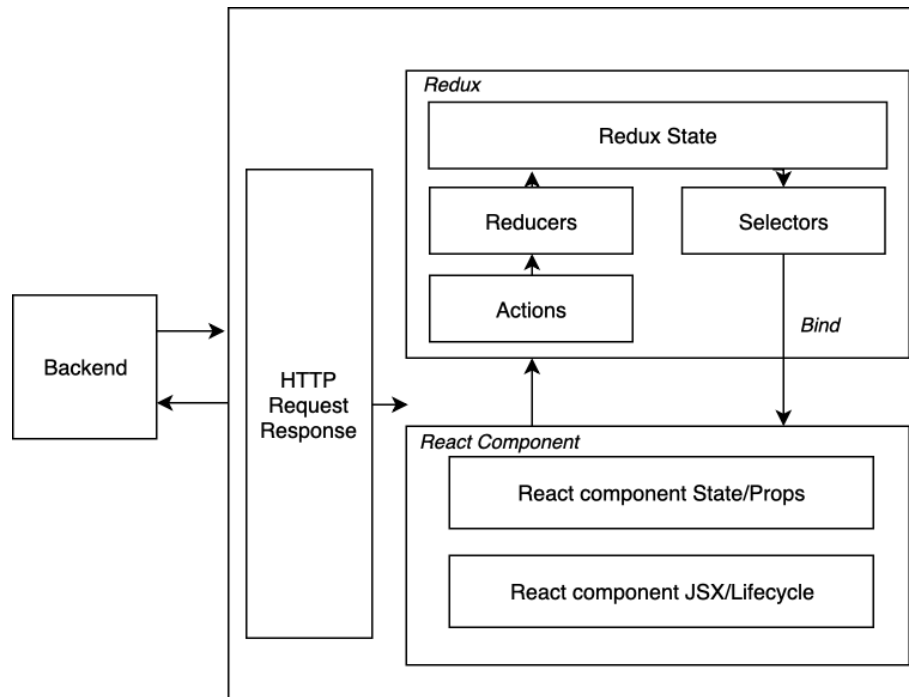 Redux
Redux State
Reducers
Selectors
Actions
Bind
Backend
HTTP
Request
Response
React Component
React component State/Props
React component JSX/Lifecycle